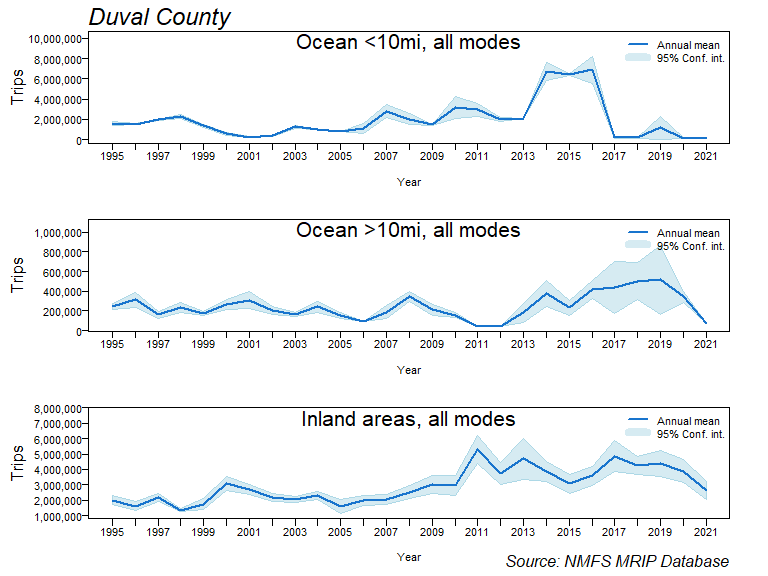 Duval County
Ocean <10mi, all modes
Annual mean
95% Conf. int.
Trips
10,000,000
8,000,000
6,000,000
4,000,000
2,000,000
0
1995 1997 1999 2001 2003 2005 2007 2009 2011 2013 2015 2017 2019 2021
Year
Ocean >10mi, all modes
Annual mean
95% Conf. int.
Trips
1,000,000
800,000
600,000
400,000
200,000
0
1995 1997 1999 2001 2003 2005 2007 2009 2011 2013 2015 2017 2019 2021
Year
Inland areas, all modes
Annual mean
95% Conf. int.
Trips
8,000,000
7,000,000
6,000,000
5,000,000
4,000,000
3,000,000
2,000,000
1,000,000
1995 1997 1999 2001 2003 2005 2007 2009 2011 2013 2015 2017 2019 2021
Year
Source: NMFS MRIP Database